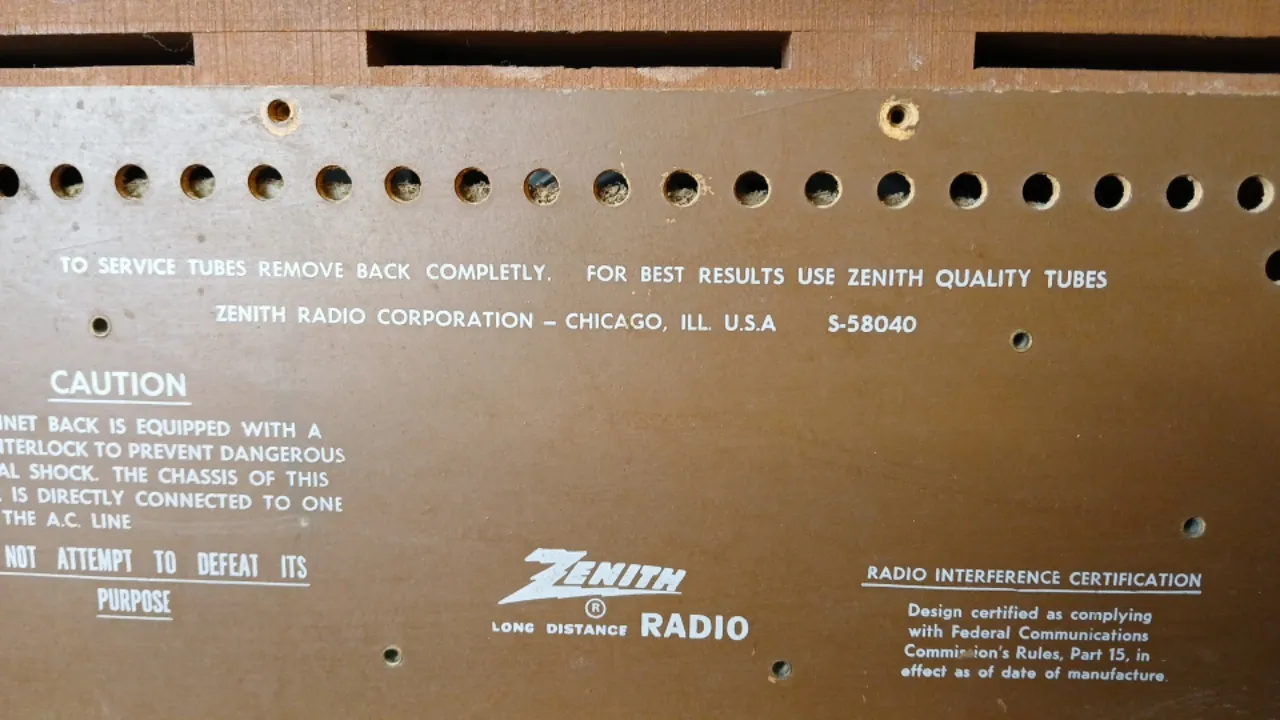 TO SERVICE TUBES REMOVE BACK COMPLETLY. FOR BEST RESULTS USE ZENITH QUALITY TUBES
ZENITH RADIO CORPORATION – CHICAGO, ILL. U.S.A S-58040
CAUTION
BACK IS EQUIPPED WITH A
TO PREVENT DANGEROUS
SHOCK. THE CHASSIS OF THIS
IS DIRECTLY CONNECTED TO ONE
THE A.C. LINE
NOT ATTEMPT TO DEFEAT ITS
PURPOSE
ZENITH
®
LONG DISTANCE RADIO
RADIO INTERFERENCE CERTIFICATION
Design certified as complying
with Federal Communications
Commission's Rules, Part 15, in
effect as of date of manufacture.